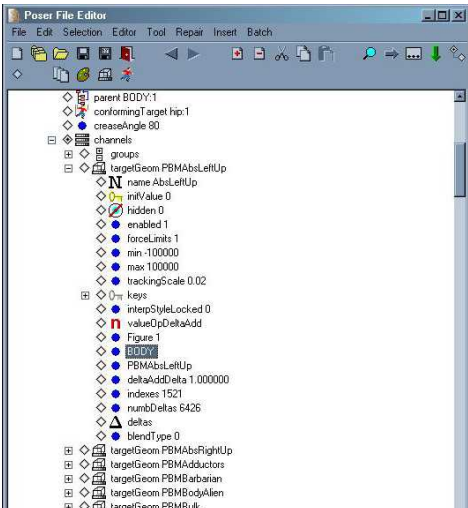 Poser File Editor
File Edit Selection Editor Tool Repair Insert Batch
parent BODY:1
conformingTarget hip:1
creaseAngle 80
channels
groups
targetGeom PBMAbsLeftUp
name AbsLeftUp
initValue 0
hidden 0
enabled 1
forceLimits 1
min -100000
max 100000
trackingScale 0.02
keys
interpStyleLocked 0
valueOpDeltaAdd
Figure 1
BODY
PBMAbsLeftUp
deltaAddDelta 1.000000
indexes 1521
numbDeltas 6426
deltas
blendType 0
targetGeom PBMAbsRightUp
targetGeom PBMAdductors
targetGeom PBMBarbarian
targetGeom PBMBodyAlien
targetGeom PBMBulk